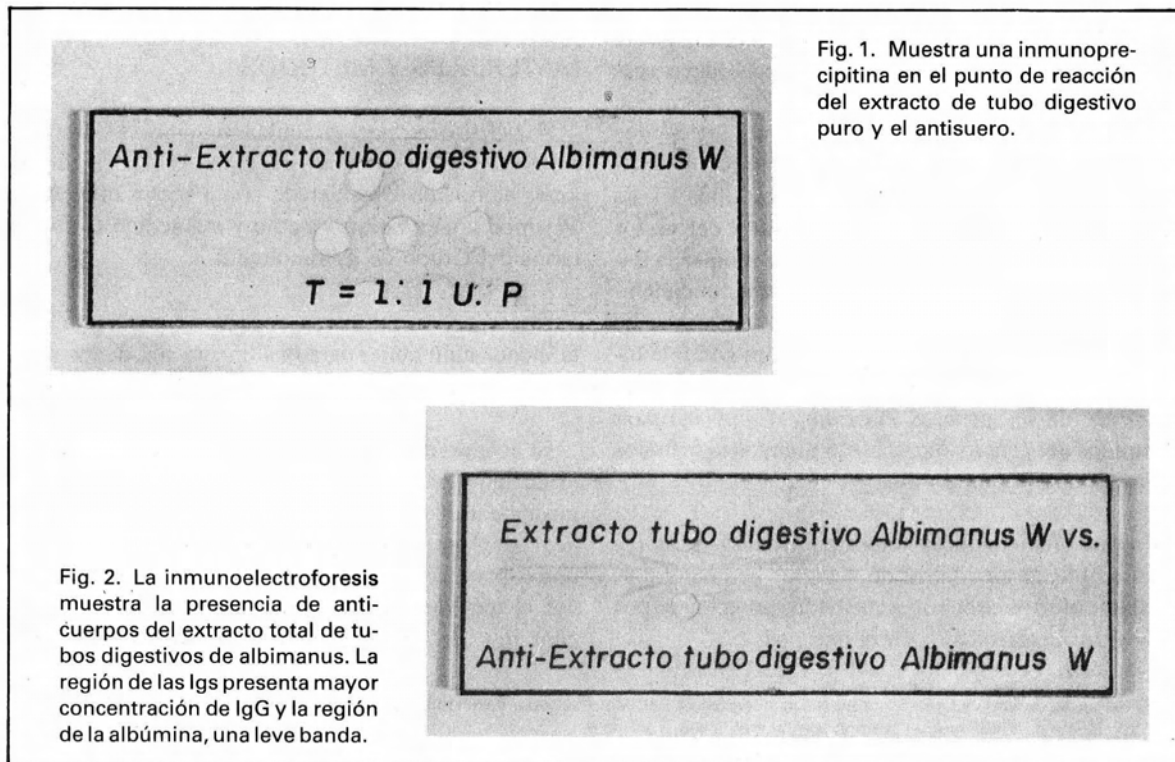 Fig. 1. Muestra una inmunopre-
cipitina en el punto de reacción
del extracto de tubo digestivo
puro y el antisuero.
Anti-Extracto tubo digestivo Albimanus W
T = 1:1 U. P
Extracto tubo digestivo Albimanus W vs.
Anti-Extracto tubo digestivo Albimanus W
Fig. 2. La inmunoelectroforesis
muestra la presencia de anti-
cuerpos del extracto total de tu-
bos digestivos de albimanus. La
región de las Igs presenta mayor
concentración de IgG y la región
de la albúmina, una leve banda.